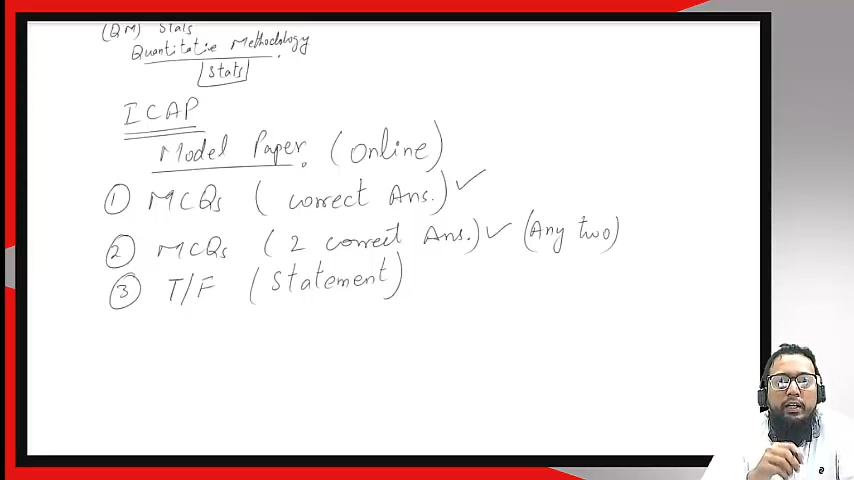 (QM) Stats
Quantitative Methodology
Stats
ICAP
Model Paper. (Online)
① MCQs (correct Ans.) ✓
② MCQs (2 correct Ans.) ✓ (Any two)
③ T/F (Statement)